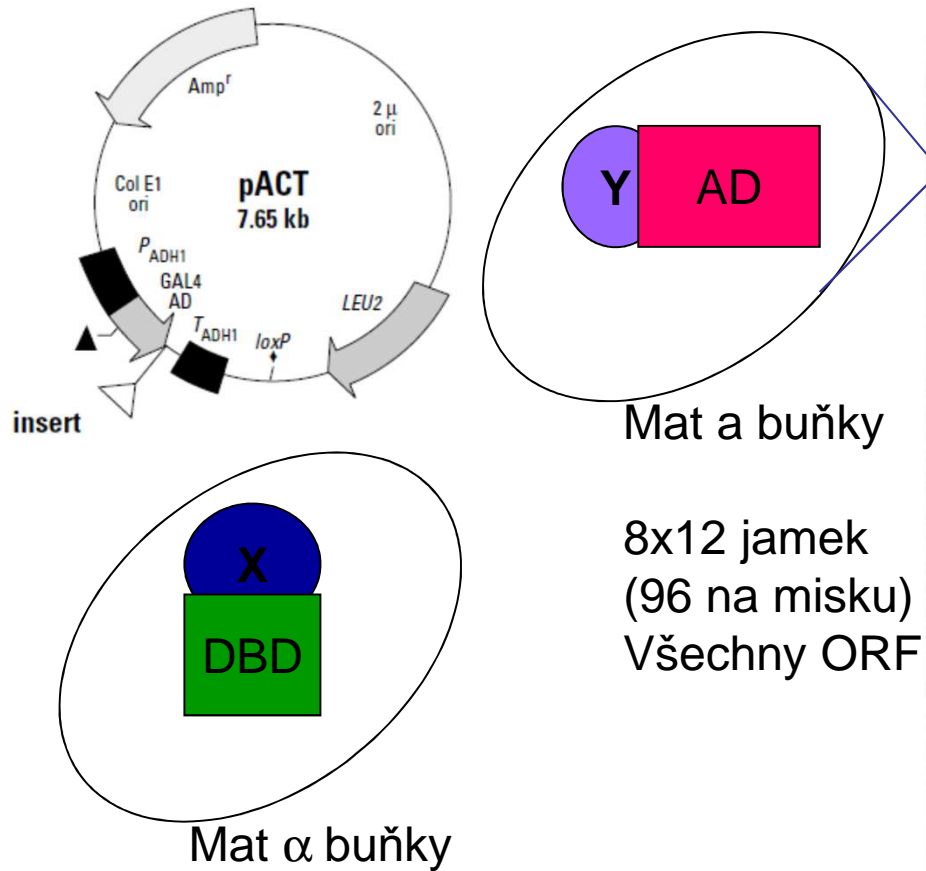 Amp^r
2 μ
ori
Col E1
ori
pACT
7.65 kb
P_ADH1
GAL4
AD
T_ADH1
loxP
LEU2
insert
Y
AD
Mat a buňky
8x12 jamek
(96 na misku)
Všechny ORF
X
DBD
Mat α buňky